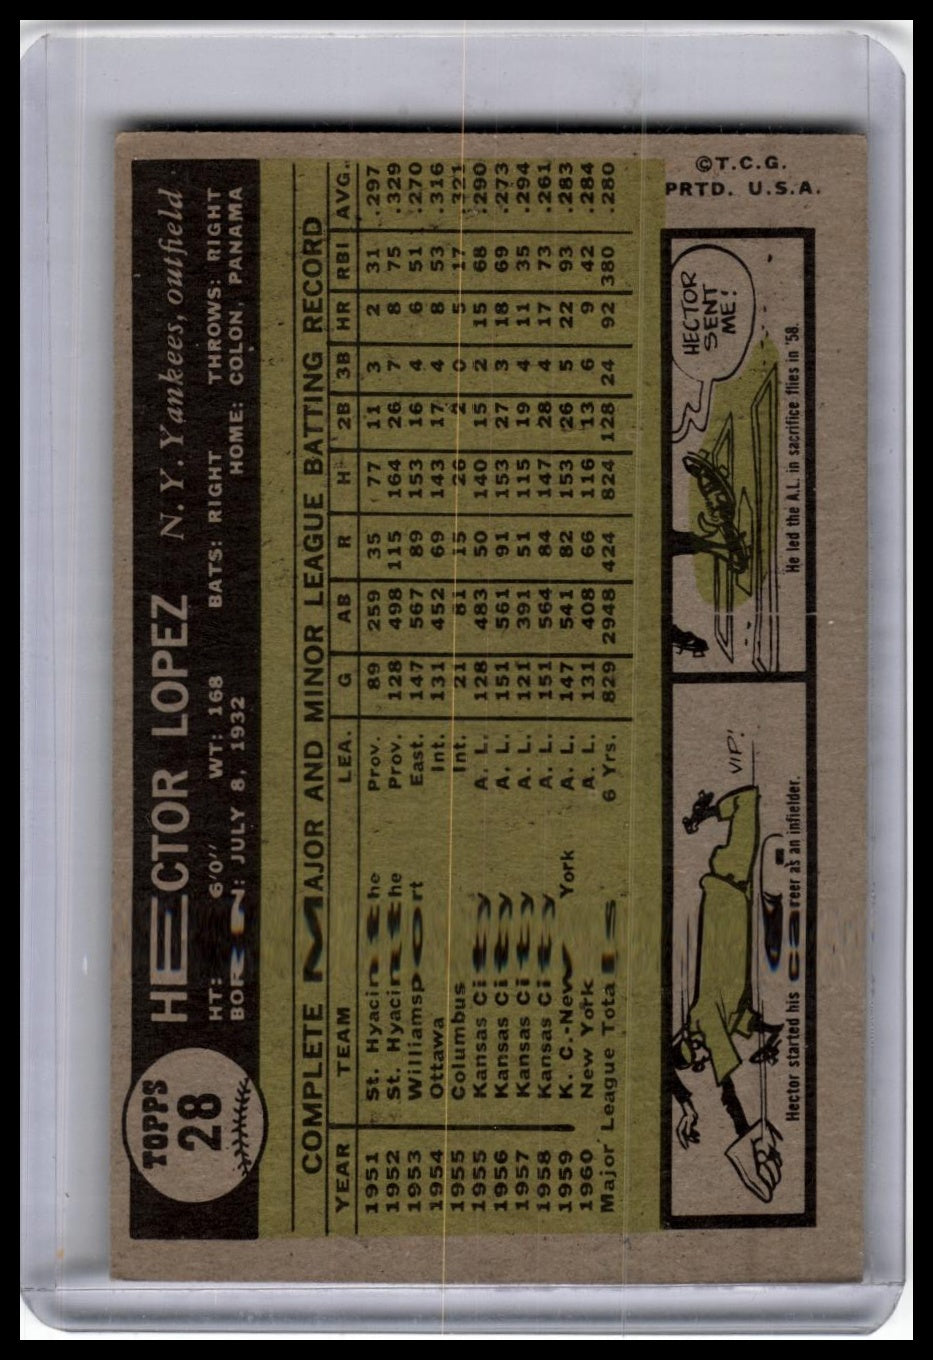 TOPPS
28
HECTOR LOPEZ N. Y. Yankees, outfield
HT: 6'0" WT: 168 BATS: RIGHT THROWS: RIGHT
BORN: JULY 8, 1932 HOME: COLON, PANAMA
COMPLETE MAJOR AND MINOR LEAGUE BATTING RECORD
YEAR TEAM LEA. G AB R H 2B 3B HR RBI AVG.
1951 St. Hyacinthe Prov. 89 259 35 77 11 3 2 31 .297
1952 St. Hyacinthe Prov. 128 498 115 164 26 7 8 75 .329
1953 Williamsport East. 147 567 89 153 16 4 6 51 .270
1954 Ottawa Int. 131 452 69 143 17 4 8 53 .316
1955 Columbus Int. 21 81 15 26 2 0 5 17 .321
1955 Kansas City A. L. 128 483 50 140 15 2 15 68 .290
1956 Kansas City A. L. 151 561 91 153 27 3 18 69 .273
1957 Kansas City A. L. 121 391 51 115 19 4 11 35 .294
1958 Kansas City A. L. 151 564 84 147 28 4 17 73 .261
1959 K. C.-New York A. L. 147 541 82 153 26 5 22 93 .283
1960 New York A. L. 131 408 66 116 13 6 9 42 .284
Major League Totals 6 Yrs. 829 2948 424 824 128 24 92 380 .280
VIP!
Hector started his career as an infielder.
HECTOR
SENT
ME!
He led the A.L. in sacrifice flies in '58.
©T.C.G.
PRTD. U.S.A.